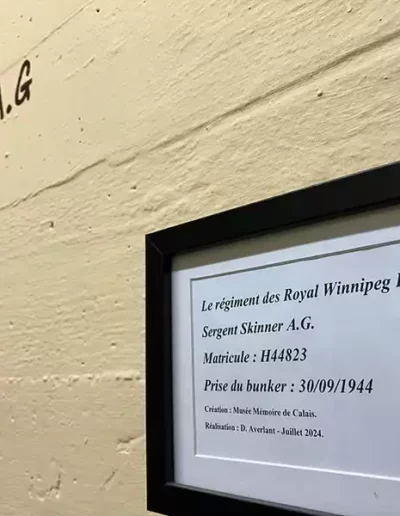 .G
Le régiment des Royal Winnipeg
Sergent Skinner A.G.
Matricule : H44823
Prise du bunker : 30/09/1944
Création : Musée Mémoire de Calais.
Réalisation : D. Averlant - Juillet 2024.